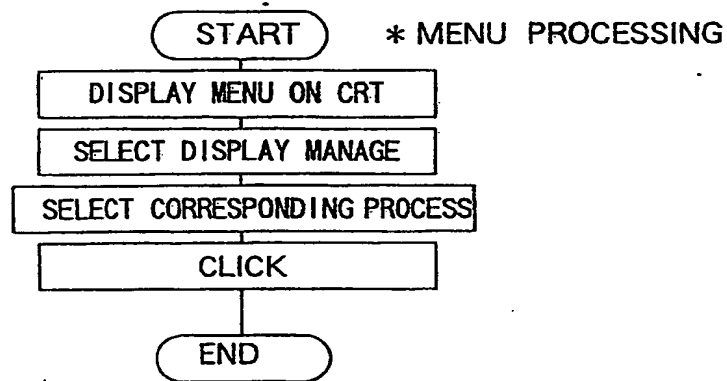 START * MENU PROCESSING
DISPLAY MENU ON CRT
SELECT DISPLAY MANAGE
SELECT CORRESPONDING PROCESS
CLICK
END